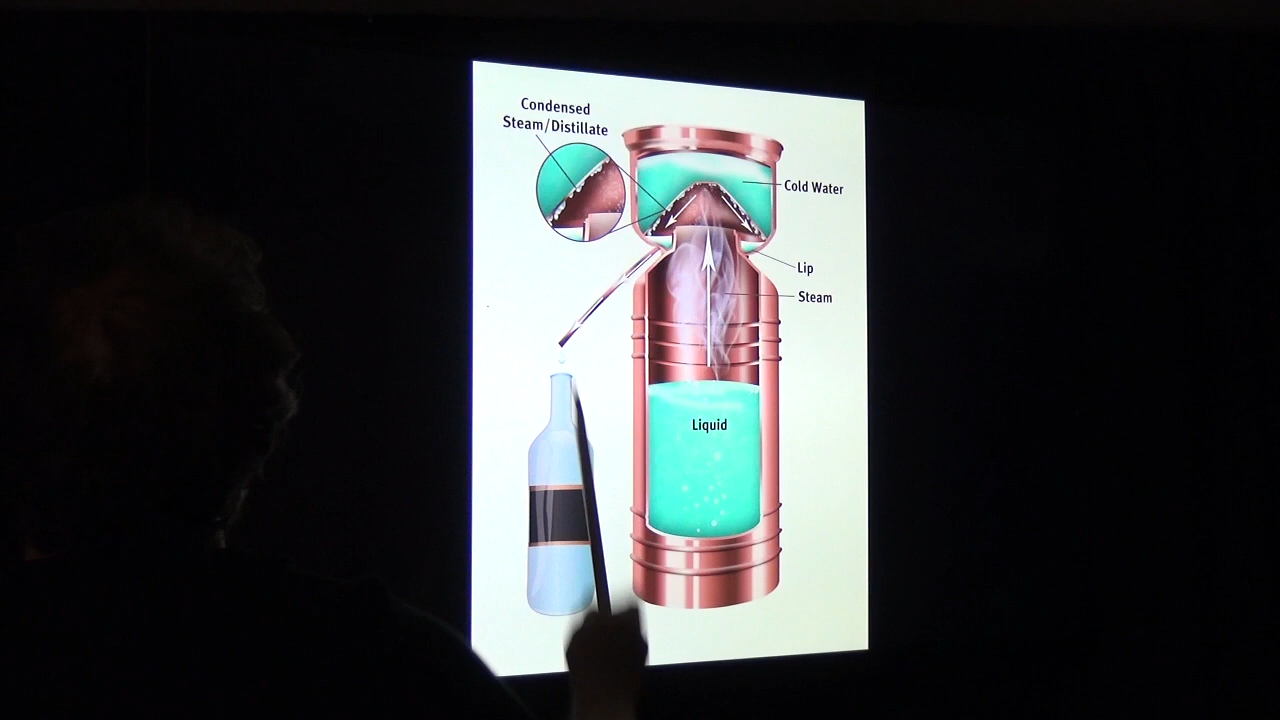 Condensed
Steam/Distillate
Cold Water
Lip
Steam
Liquid